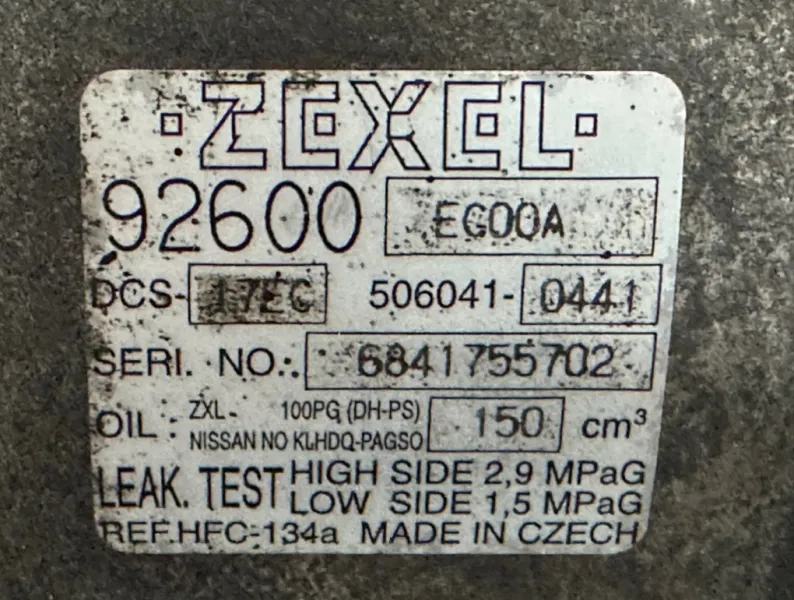 ZEXEL
92600 EG00A
DCS-17EC 506041-0441
SERI. NO.: 6841755702
OIL: ZXL- 100PG (DH-PS) 150 cm³
NISSAN NO KLHDQ-PAGSO
LEAK. TEST HIGH SIDE 2,9 MPaG
LOW SIDE 1,5 MPaG
REF.HFC-134a MADE IN CZECH